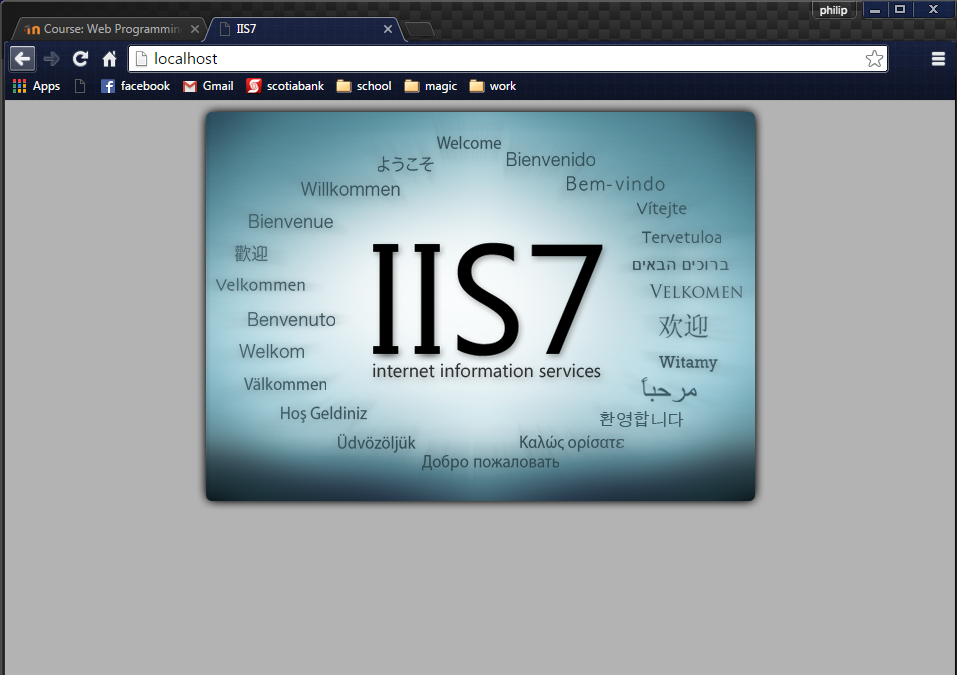 philip
Course: Web Programmin
IIS7
localhost
Apps
facebook
Gmail
scotiabank
school
magic
work
Welcome
ようこそ
Bienvenido
Willkommen
Bem-vindo
Bienvenue
Vítejte
歡迎
Tervetuloa
ברוכים הבאים
Velkommen
VELKOMEN
Benvenuto
欢迎
Welkom
Witamy
Välkommen
مرحباً
Hoş Geldiniz
환영합니다
Üdvözöljük
Καλώς ορίσατε
Добро пожаловать
IIS7
internet information services